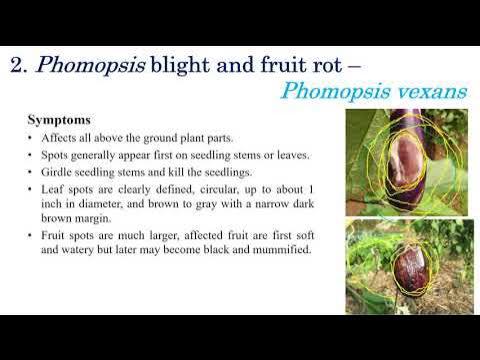 2. Phomopsis blight and fruit rot –
Phomopsis vexans
Symptoms
• Affects all above the ground plant parts.
• Spots generally appear first on seedling stems or leaves.
• Girdle seedling stems and kill the seedlings.
• Leaf spots are clearly defined, circular, up to about 1
inch in diameter, and brown to gray with a narrow dark
brown margin.
• Fruit spots are much larger, affected fruit are first soft
and watery but later may become black and mummified.